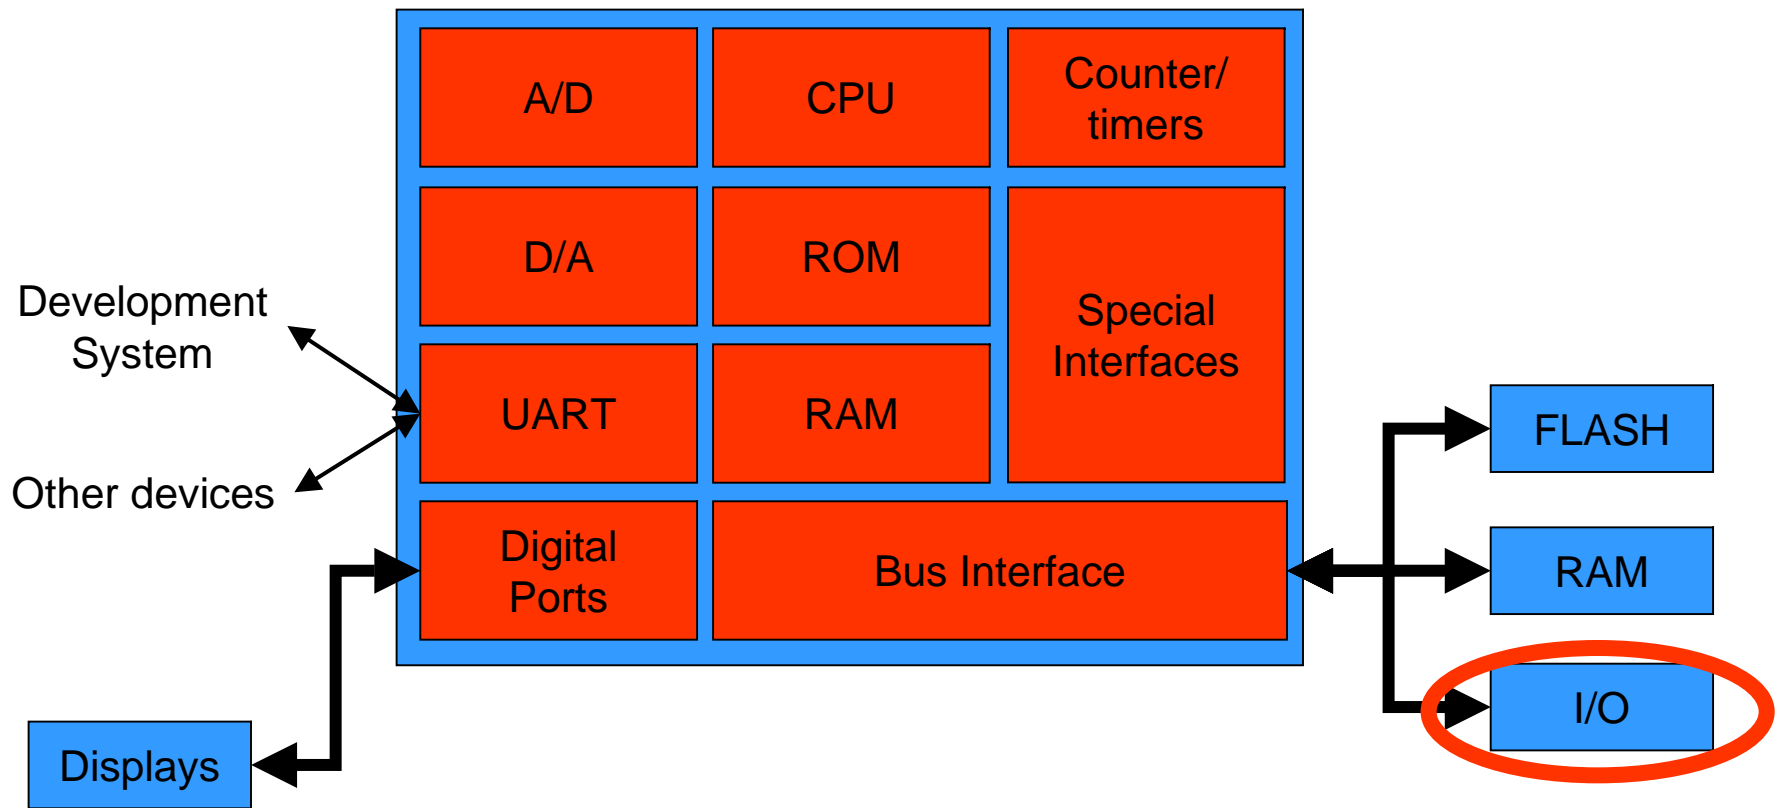 A/D
CPU
Counter/
timers
D/A
ROM
Special
Interfaces
Development
System
UART
RAM
Other devices
Digital
Ports
Bus Interface
FLASH
RAM
I/O
Displays